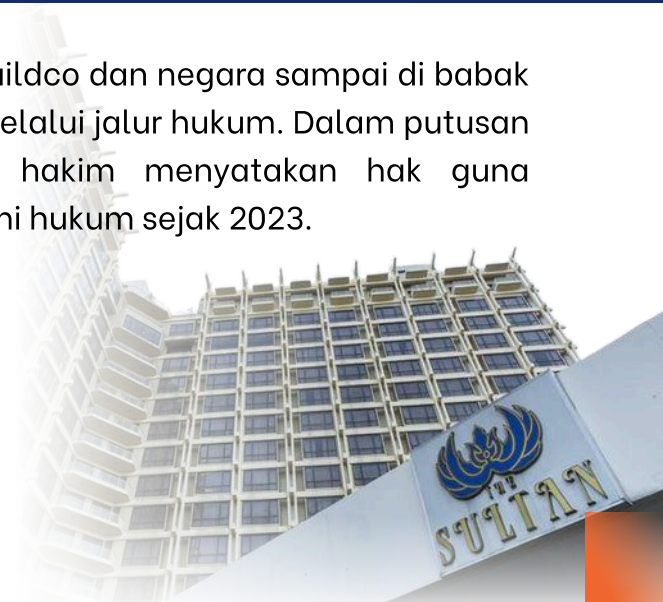 ildco dan negara sampai di babak
elalui jalur hukum. Dalam putusan
hakim menyatakan hak guna
ni hukum sejak 2023.
THE
SULTAN